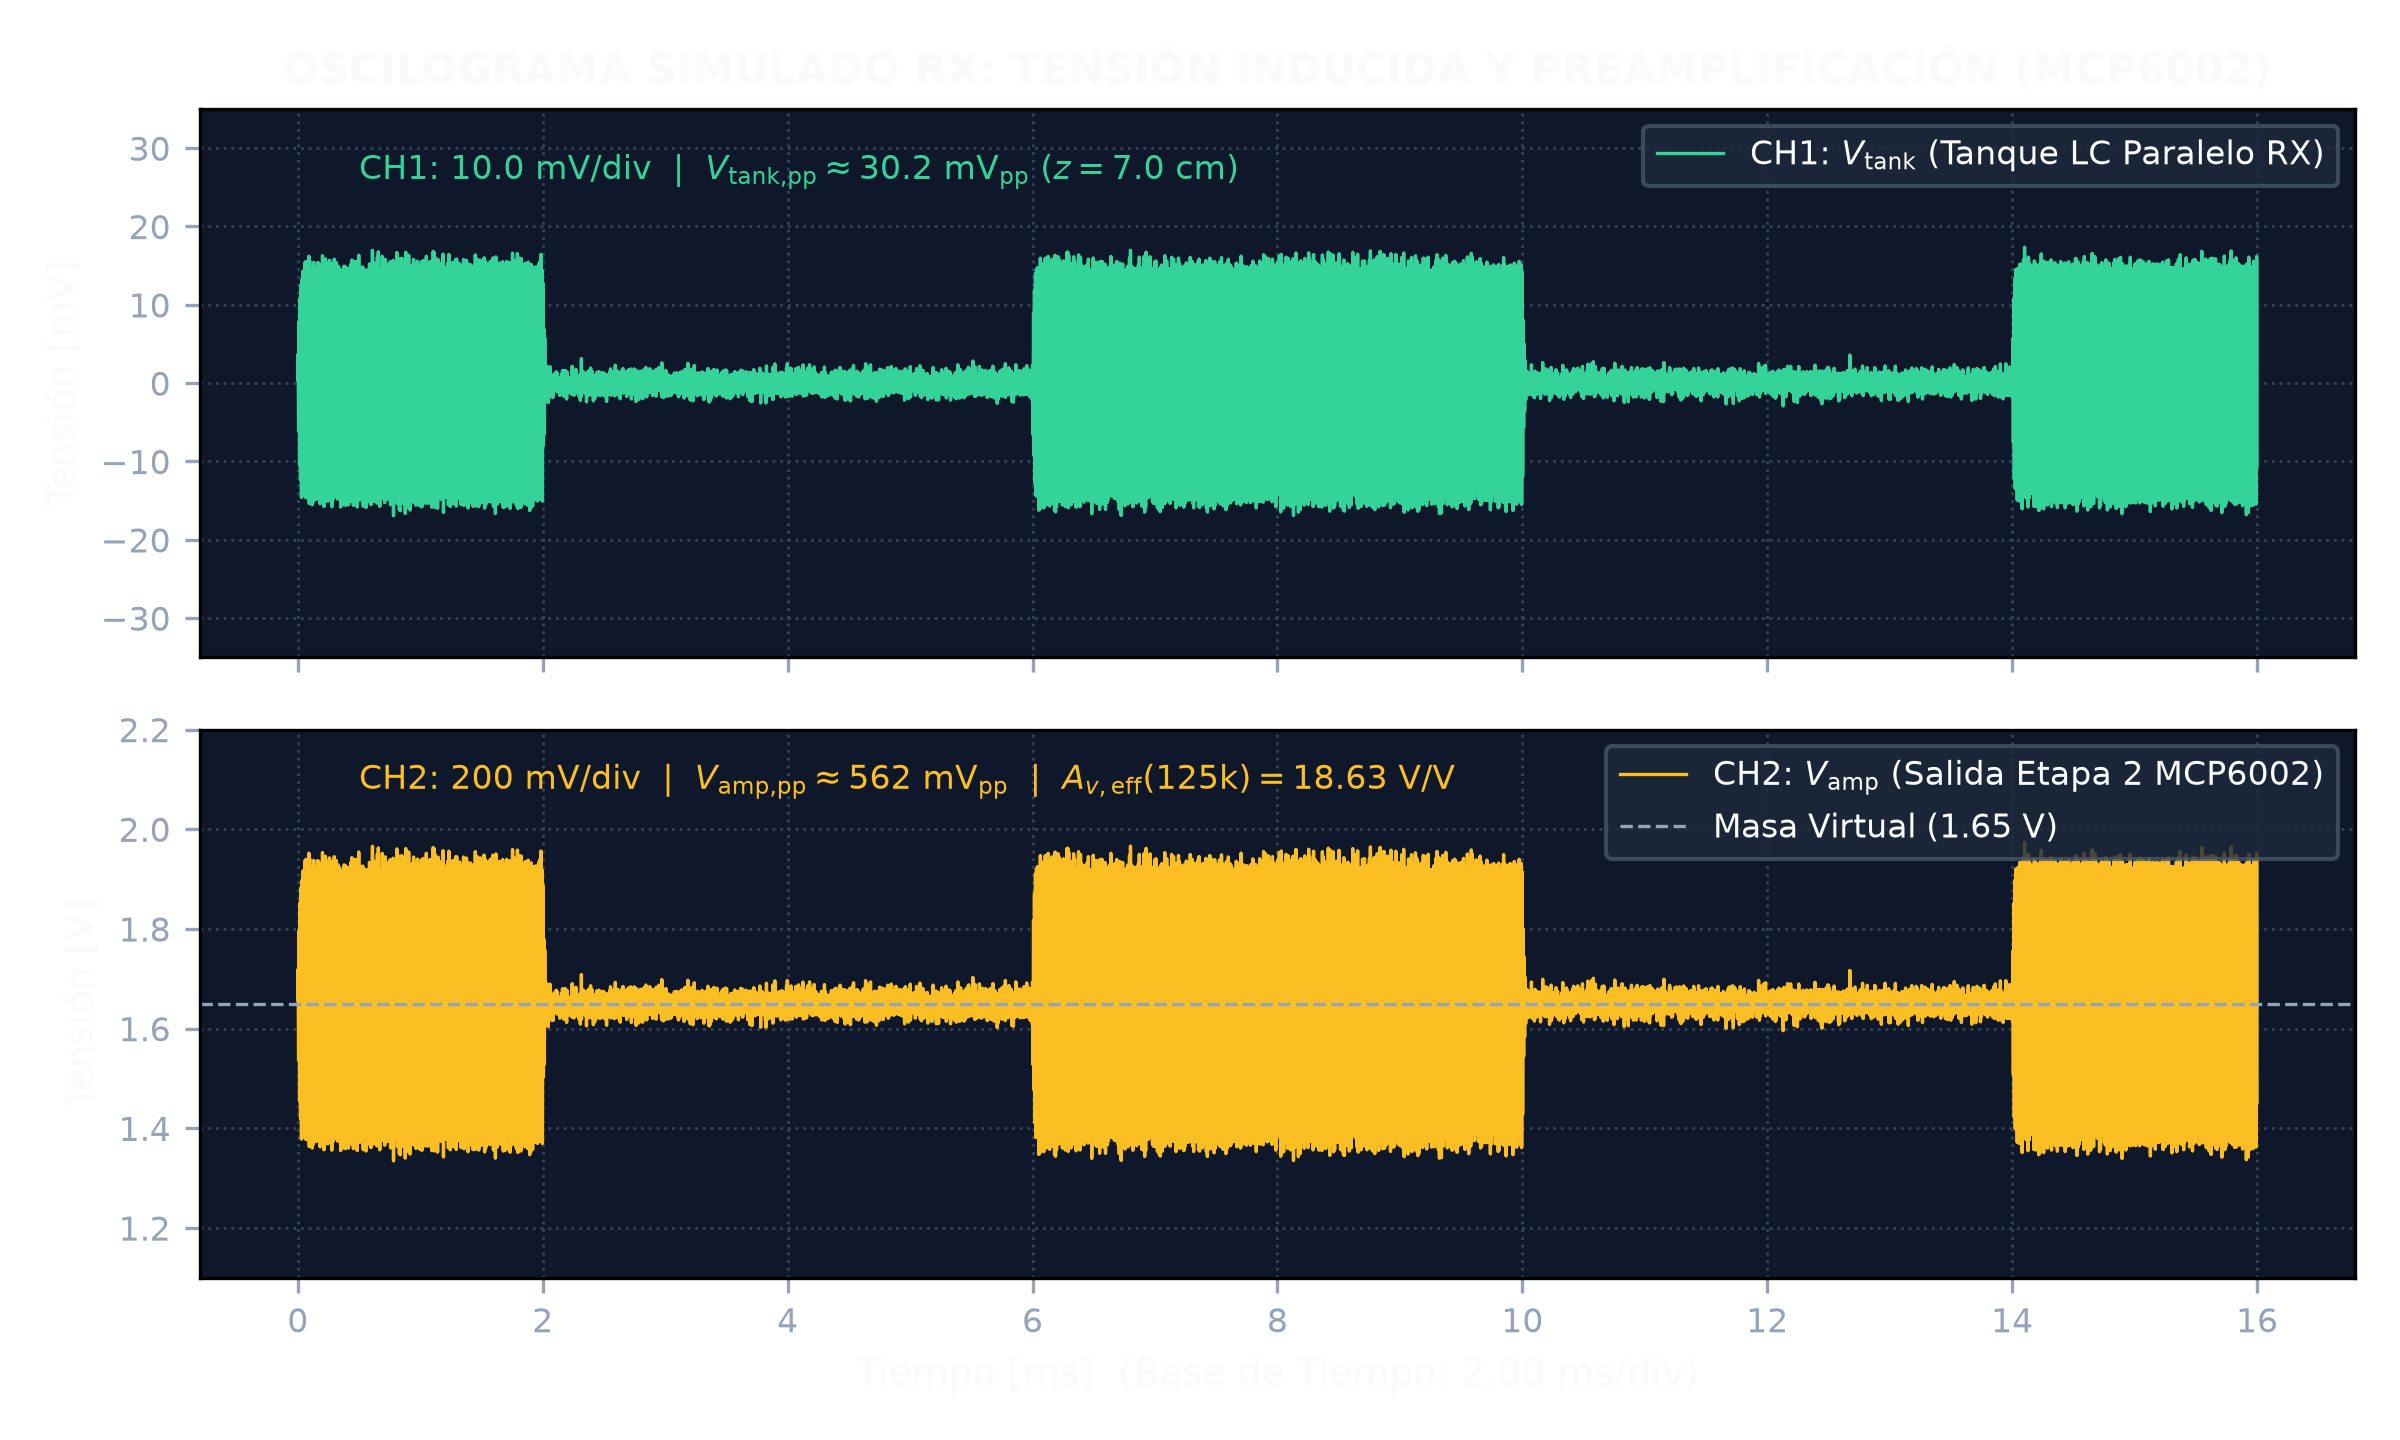 OSCILOGRAMA SIMULADO RX: TENSIÓN INDUCIDA Y PREAMPLIFICACIÓN (MCP6002)
CH1: 10.0 mV/div | Vtank,pp ≈ 30.2 mVpp (z = 7.0 cm)
CH1: Vtank (Tanque LC Paralelo RX)
Tensión [mV]
30
20
10
0
−10
−20
−30
CH2: 200 mV/div | Vamp,pp ≈ 562 mVpp | Av, eff(125k) = 18.63 V/V
CH2: Vamp (Salida Etapa 2 MCP6002)
Masa Virtual (1.65 V)
Tensión [V]
2.2
2.0
1.8
1.6
1.4
1.2
0 2 4 6 8 10 12 14 16
Tiempo [ms] (Base de Tiempo: 2.00 ms/div)